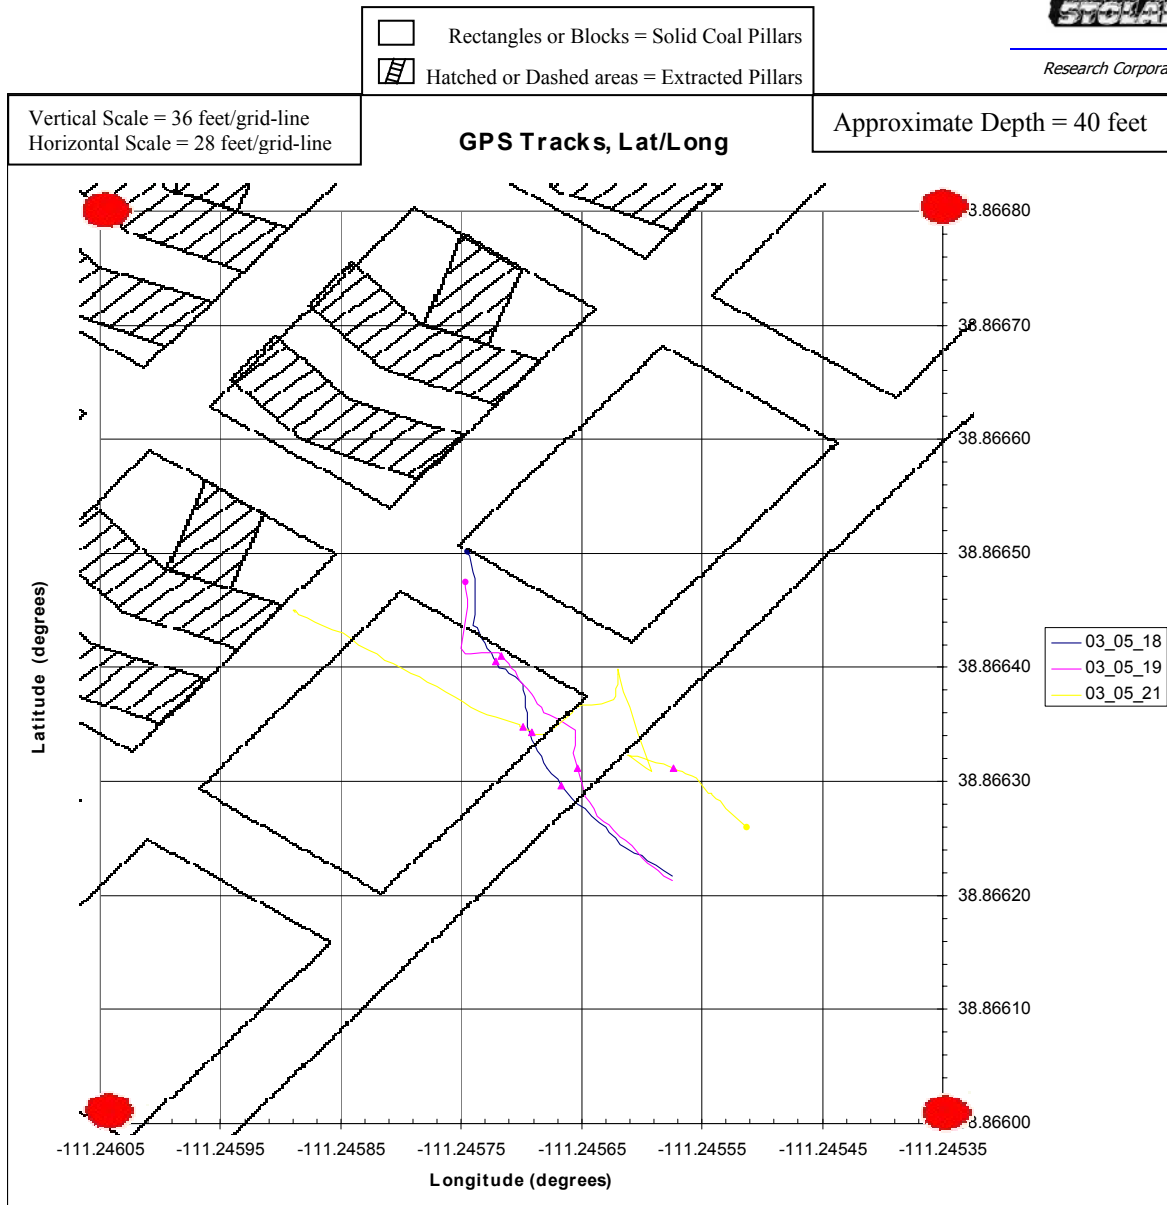 Rectangles or Blocks = Solid Coal Pillars
Hatched or Dashed areas = Extracted Pillars
Research Corpora
Vertical Scale = 36 feet/grid-line
Horizontal Scale = 28 feet/grid-line
GPS Tracks, Lat/Long
Approximate Depth = 40 feet
8.86680
38.86670
38.86660
38.86650
38.86640
38.86630
38.86620
38.86610
8.86600
Latitude (degrees)
03_05_18
03_05_19
03_05_21
-111.24605
-111.24595
-111.24585
-111.24575
-111.24565
-111.24555
-111.24545
-111.24535
Longitude (degrees)